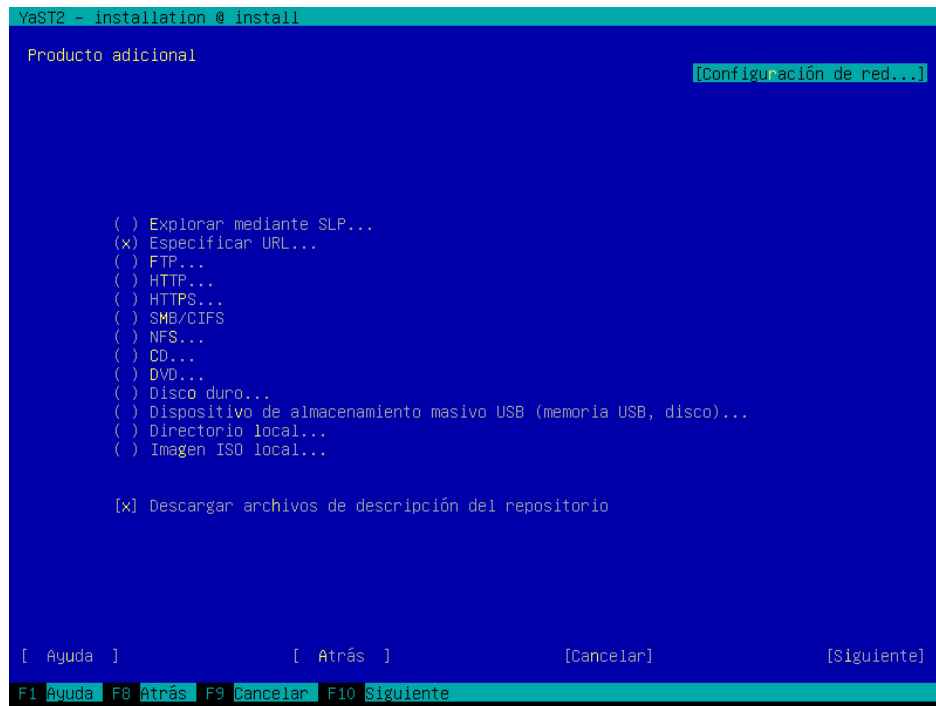 YaST2 - installation @ install
Producto adicional
[Configuración de red...]
( ) Explorar mediante SLP...
(x) Especificar URL...
( ) FTP...
( ) HTTP...
( ) HTTPS...
( ) SMB/CIFS
( ) NFS...
( ) CD...
( ) DVD...
( ) Disco duro...
( ) Dispositivo de almacenamiento masivo USB (memoria USB, disco)...
( ) Directorio local...
( ) Imagen ISO local...
[x] Descargar archivos de descripción del repositorio
[ Ayuda ] [ Atrás ] [Cancelar] [Siguiente]
F1 Ayuda F8 Atrás F9 Cancelar F10 Siguiente